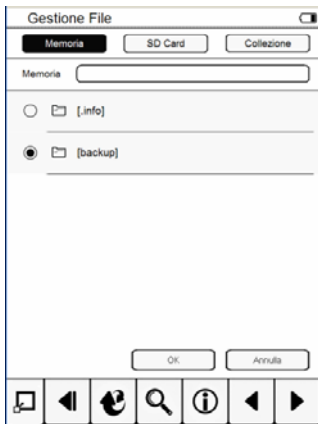 Gestione File
Memoria SD Card Collezione
Memoria
[.info]
[backup]
OK Annulla